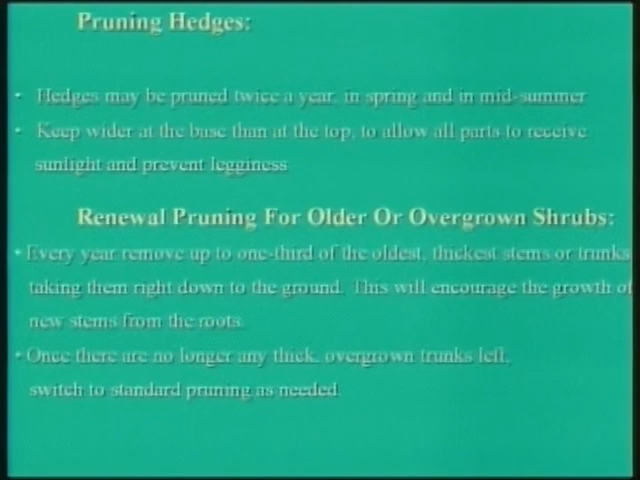 Pruning Hedges:
• Hedges may be pruned twice a year, in spring and in mid-summer
• Keep wider at the base than at the top, to allow all parts to receive
sunlight and prevent legginess
Renewal Pruning For Older Or Overgrown Shrubs:
• Every year remove up to one-third of the oldest, thickest stems or trunks
taking them right down to the ground. This will encourage the growth of
new stems from the roots.
• Once there are no longer any thick, overgrown trunks left,
switch to standard pruning as needed